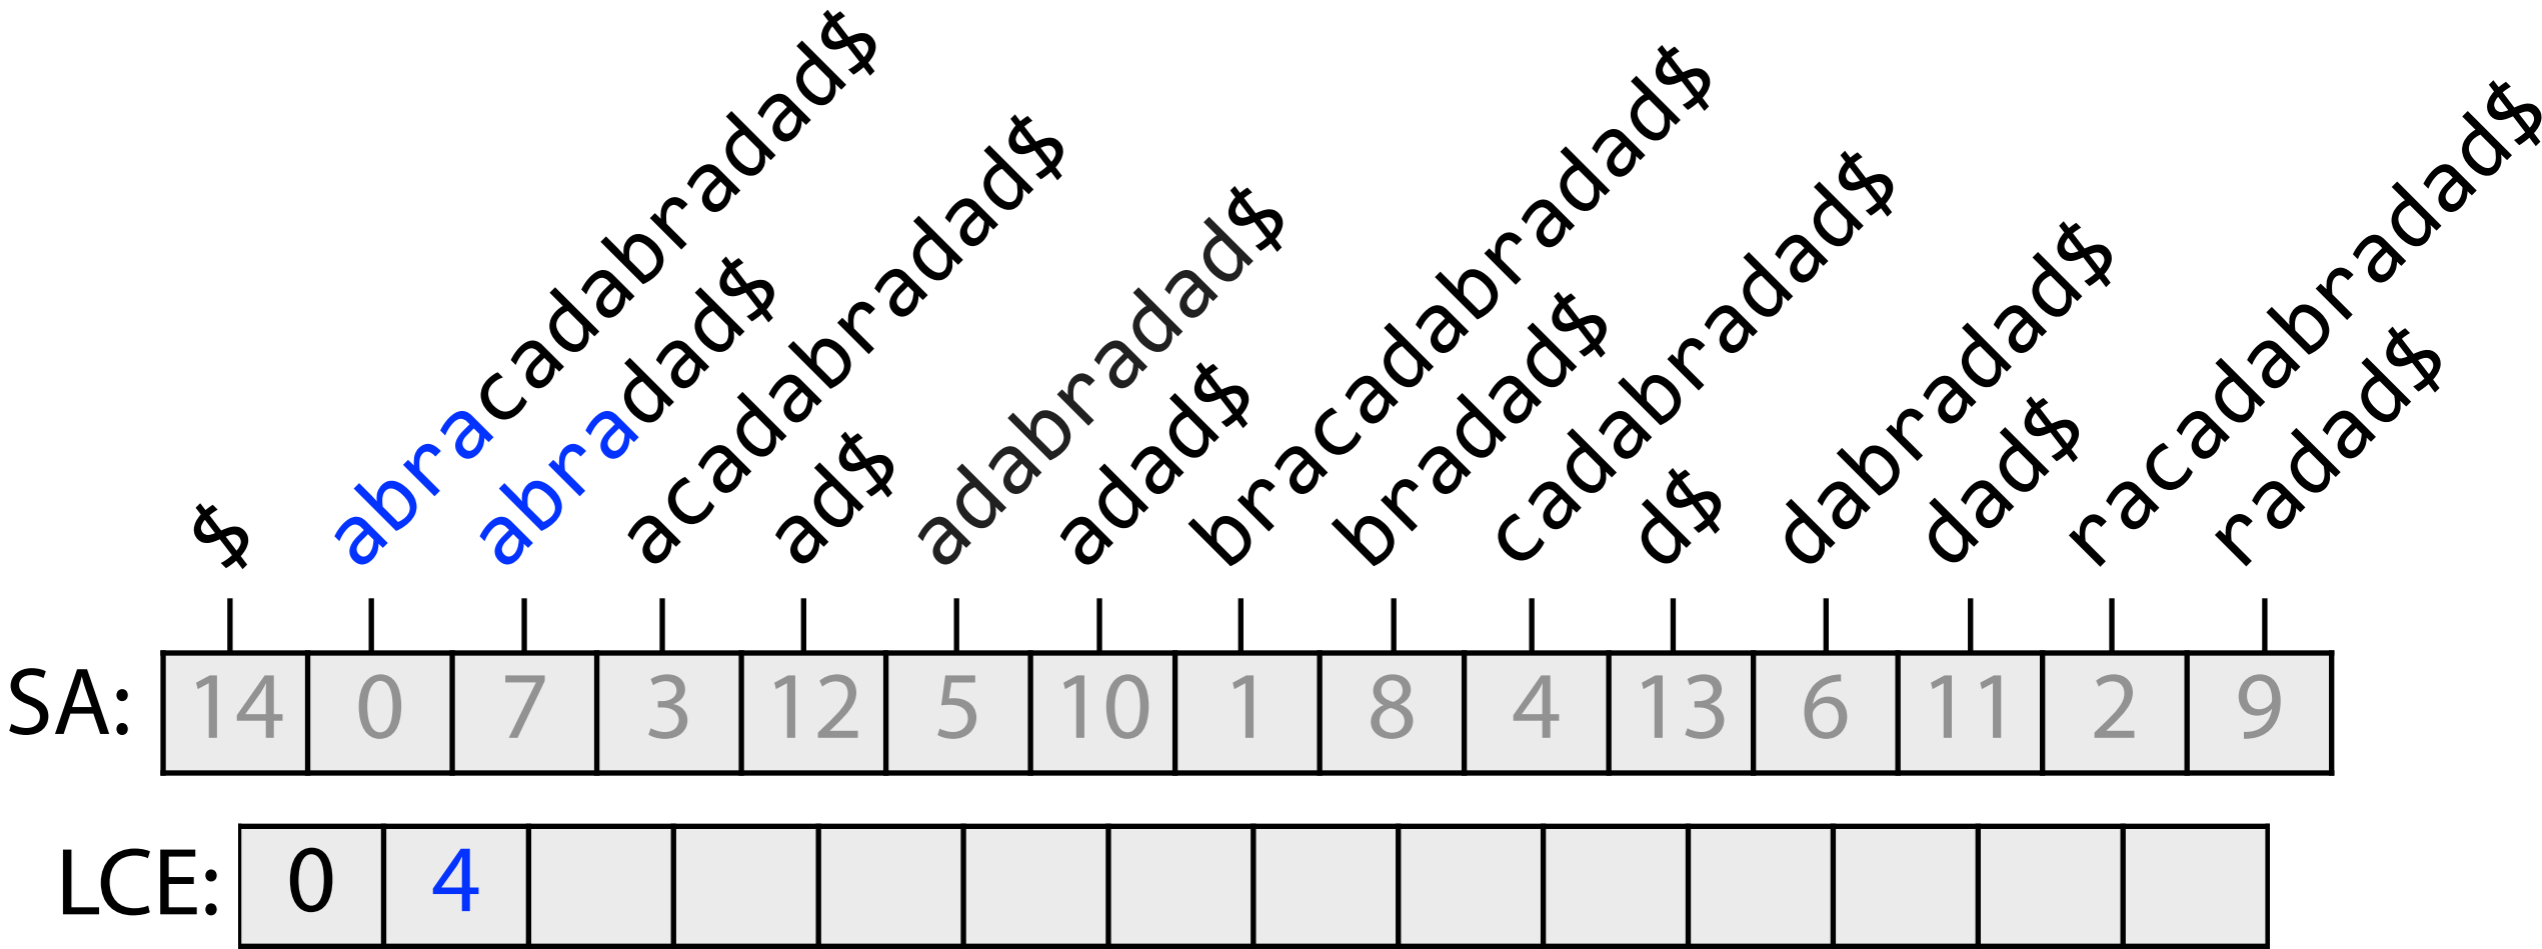 $
abracadabradad$
abradad$
acadabradad$
ad$
adabradad$
adad$
bracadabradad$
bradad$
cadabradad$
d$
dabradad$
dad$
racadabradad$
radad$
SA: 14 0 7 3 12 5 10 1 8 4 13 6 11 2 9
LCE: 0 4